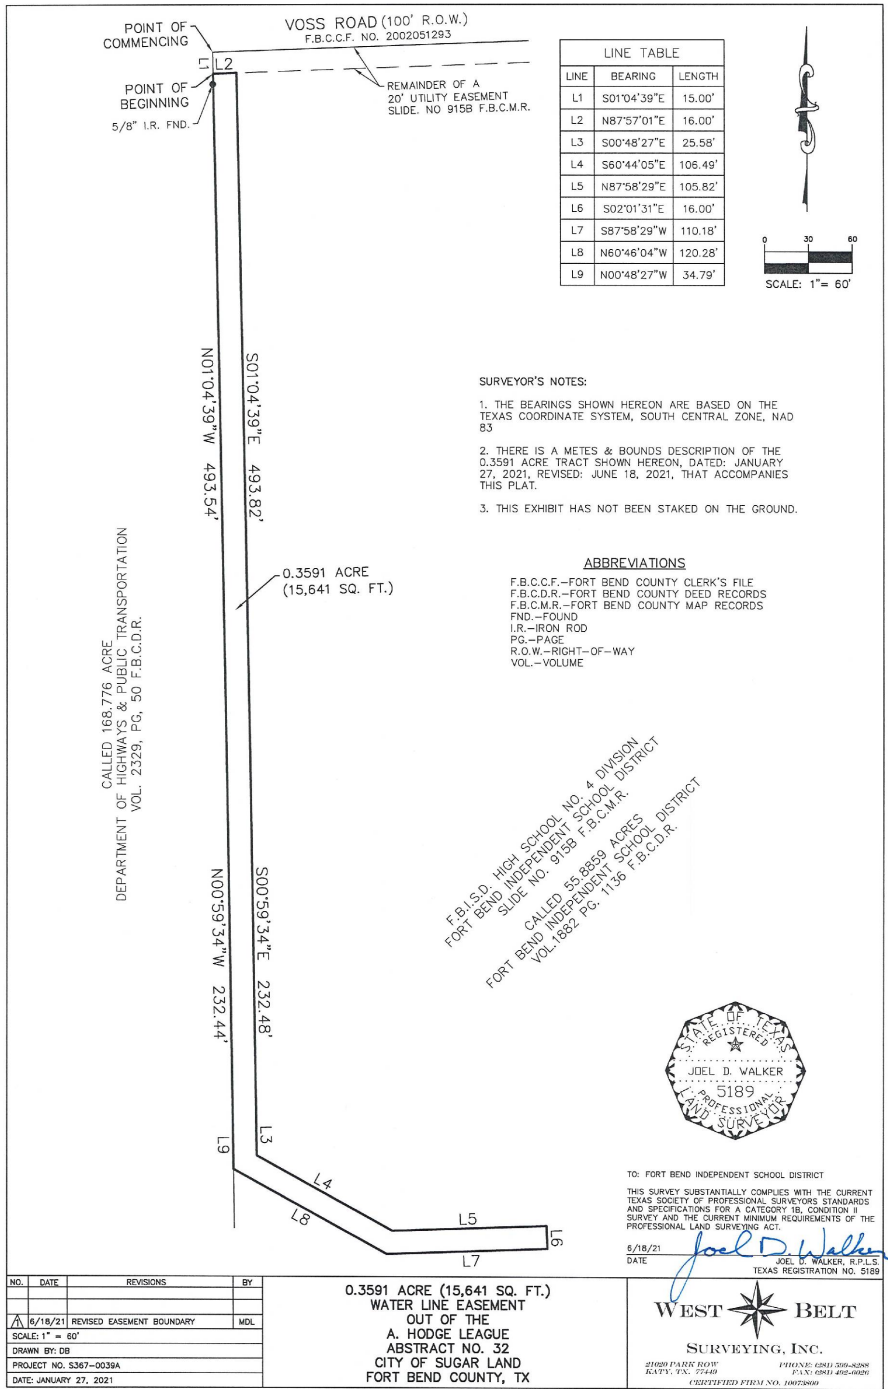 POINT OF
COMMENCING
VOSS ROAD (100' R.O.W.)
F.B.C.C.F. NO. 2002051293
L1
L2
POINT OF
BEGINNING
5/8" I.R. FND.
REMAINDER OF A
20' UTILITY EASEMENT
SLIDE. NO 915B F.B.C.M.R.
LINE TABLE
LINE BEARING LENGTH
L1 S01°04'39"E 15.00'
L2 N87°57'01"E 16.00'
L3 S00°48'27"E 25.58'
L4 S60°44'05"E 106.49'
L5 N87°58'29"E 105.82'
L6 S02°01'31"E 16.00'
L7 S87°58'29"W 110.18'
L8 N60°46'04"W 120.28'
L9 N00°48'27"W 34.79'
0 30 60
SCALE: 1"= 60'
N01°04'39"W 493.54'
S01°04'39"E 493.82'
SURVEYOR'S NOTES:
1. THE BEARINGS SHOWN HEREON ARE BASED ON THE
TEXAS COORDINATE SYSTEM, SOUTH CENTRAL ZONE, NAD
83
2. THERE IS A METES & BOUNDS DESCRIPTION OF THE
0.3591 ACRE TRACT SHOWN HEREON, DATED: JANUARY
27, 2021, REVISED: JUNE 18, 2021, THAT ACCOMPANIES
THIS PLAT.
3. THIS EXHIBIT HAS NOT BEEN STAKED ON THE GROUND.
0.3591 ACRE
(15,641 SQ. FT.)
ABBREVIATIONS
F.B.C.C.F.–FORT BEND COUNTY CLERK'S FILE
F.B.C.D.R.–FORT BEND COUNTY DEED RECORDS
F.B.C.M.R.–FORT BEND COUNTY MAP RECORDS
FND.–FOUND
I.R.–IRON ROD
PG.–PAGE
R.O.W.–RIGHT–OF–WAY
VOL.–VOLUME
CALLED 168.776 ACRE
DEPARTMENT OF HIGHWAYS & PUBLIC TRANSPORTATION
VOL. 2329, PG, 50 F.B.C.D.R.
F.B.I.S.D. HIGH SCHOOL NO. 4 DIVISION
FORT BEND INDEPENDENT SCHOOL DISTRICT
SLIDE NO. 915B F.B.C.M.R.
CALLED 55.8859 ACRES
FORT BEND INDEPENDENT SCHOOL DISTRICT
VOL.1882 PG. 1136 F.B.C.D.R.
N00°59'34"W 232.44'
S00°59'34"E 232.48'
L9
L3
L4
L8
L5
L6
L7
STATE OF TEXAS
REGISTERED
JOEL D. WALKER
5189
PROFESSIONAL
LAND SURVEYOR
TO: FORT BEND INDEPENDENT SCHOOL DISTRICT
THIS SURVEY SUBSTANTIALLY COMPLIES WITH THE CURRENT
TEXAS SOCIETY OF PROFESSIONAL SURVEYORS STANDARDS
AND SPECIFICATIONS FOR A CATEGORY 1B, CONDITION II
SURVEY AND THE CURRENT MINIMUM REQUIREMENTS OF THE
PROFESSIONAL LAND SURVEYING ACT.
6/18/21 Joel D. Walker
DATE JOEL D. WALKER, R.P.L.S.
TEXAS REGISTRATION NO. 5189
NO. DATE REVISIONS BY
1 6/18/21 REVISED EASEMENT BOUNDARY MDL
SCALE: 1" = 60'
DRAWN BY: DB
PROJECT NO. S367-0039A
DATE: JANUARY 27, 2021
0.3591 ACRE (15,641 SQ. FT.)
WATER LINE EASEMENT
OUT OF THE
A. HODGE LEAGUE
ABSTRACT NO. 32
CITY OF SUGAR LAND
FORT BEND COUNTY, TX
WEST BELT
SURVEYING, INC.
21020 PARK ROW PHONE: (281) 599-8288
KATY, TX. 77449 FAX: (281) 492-6026
CERTIFIED FIRM NO. 10073800